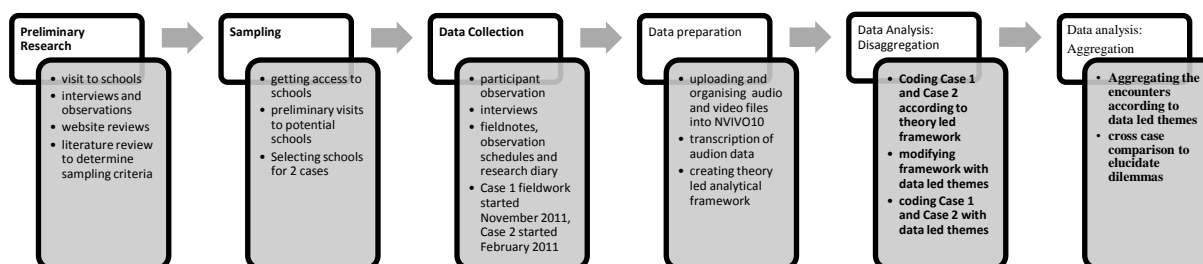 Preliminary
Research
• visit to schools
• interviews and
observations
• website reviews
• literature review
to determine
sampling criteria
Sampling
• getting access to
schools
• preliminary visits
to potential
schools
• Selecting schools
for 2 cases
Data Collection
• participant
observation
• interviews
• fieldnotes,
observation
schedules and
research diary
• Case 1 fieldwork
started
November 2011,
Case 2 started
February 2011
Data preparation
• uploading and
organising audio
and video files
into NVIVO10
• transcription of
audion data
• creating theory
led analytical
framework
Data Analysis:
Disaggregation
• Coding Case 1
and Case 2
according to
theory led
framework
• modifying
framework with
data led themes
• coding Case 1
and Case 2 with
data led themes
Data analysis:
Aggregation
• Aggregating the
encounters
according to
data led themes
• cross case
comparison to
elucidate
dilemmas